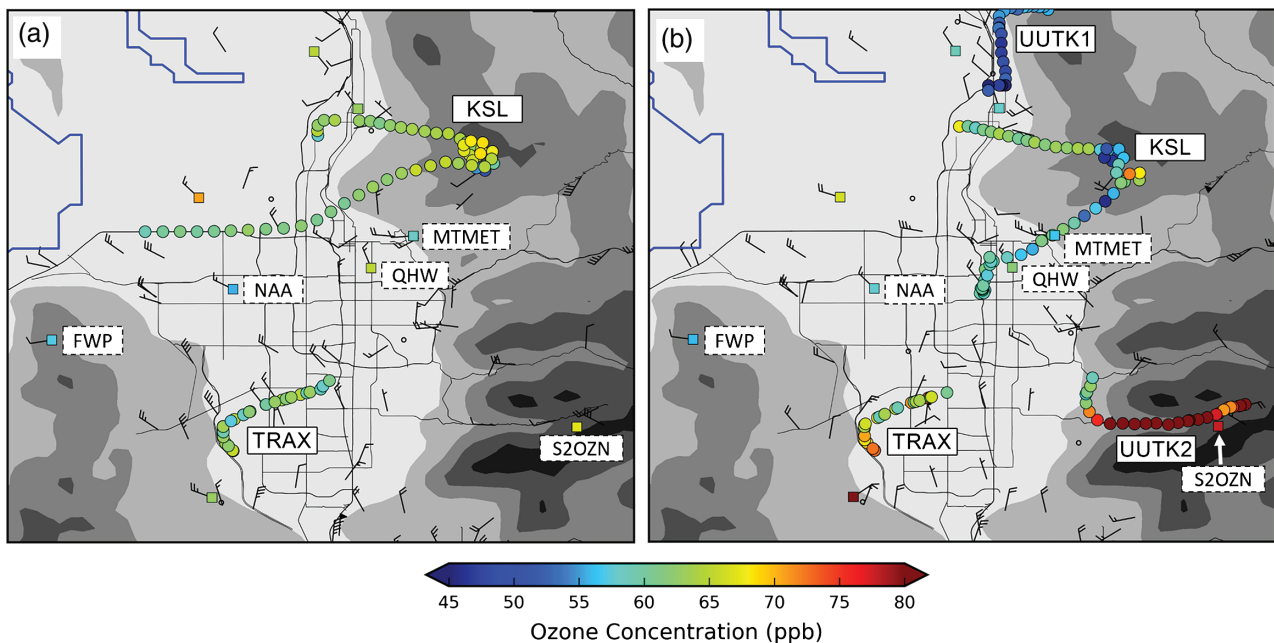 (a)
KSL
MTMET
QHW
NAA
FWP
TRAX
S2OZN
(b)
UUTK1
KSL
MTMET
QHW
NAA
FWP
TRAX
UUTK2
S2OZN
45 50 55 60 65 70 75 80
Ozone Concentration (ppb)